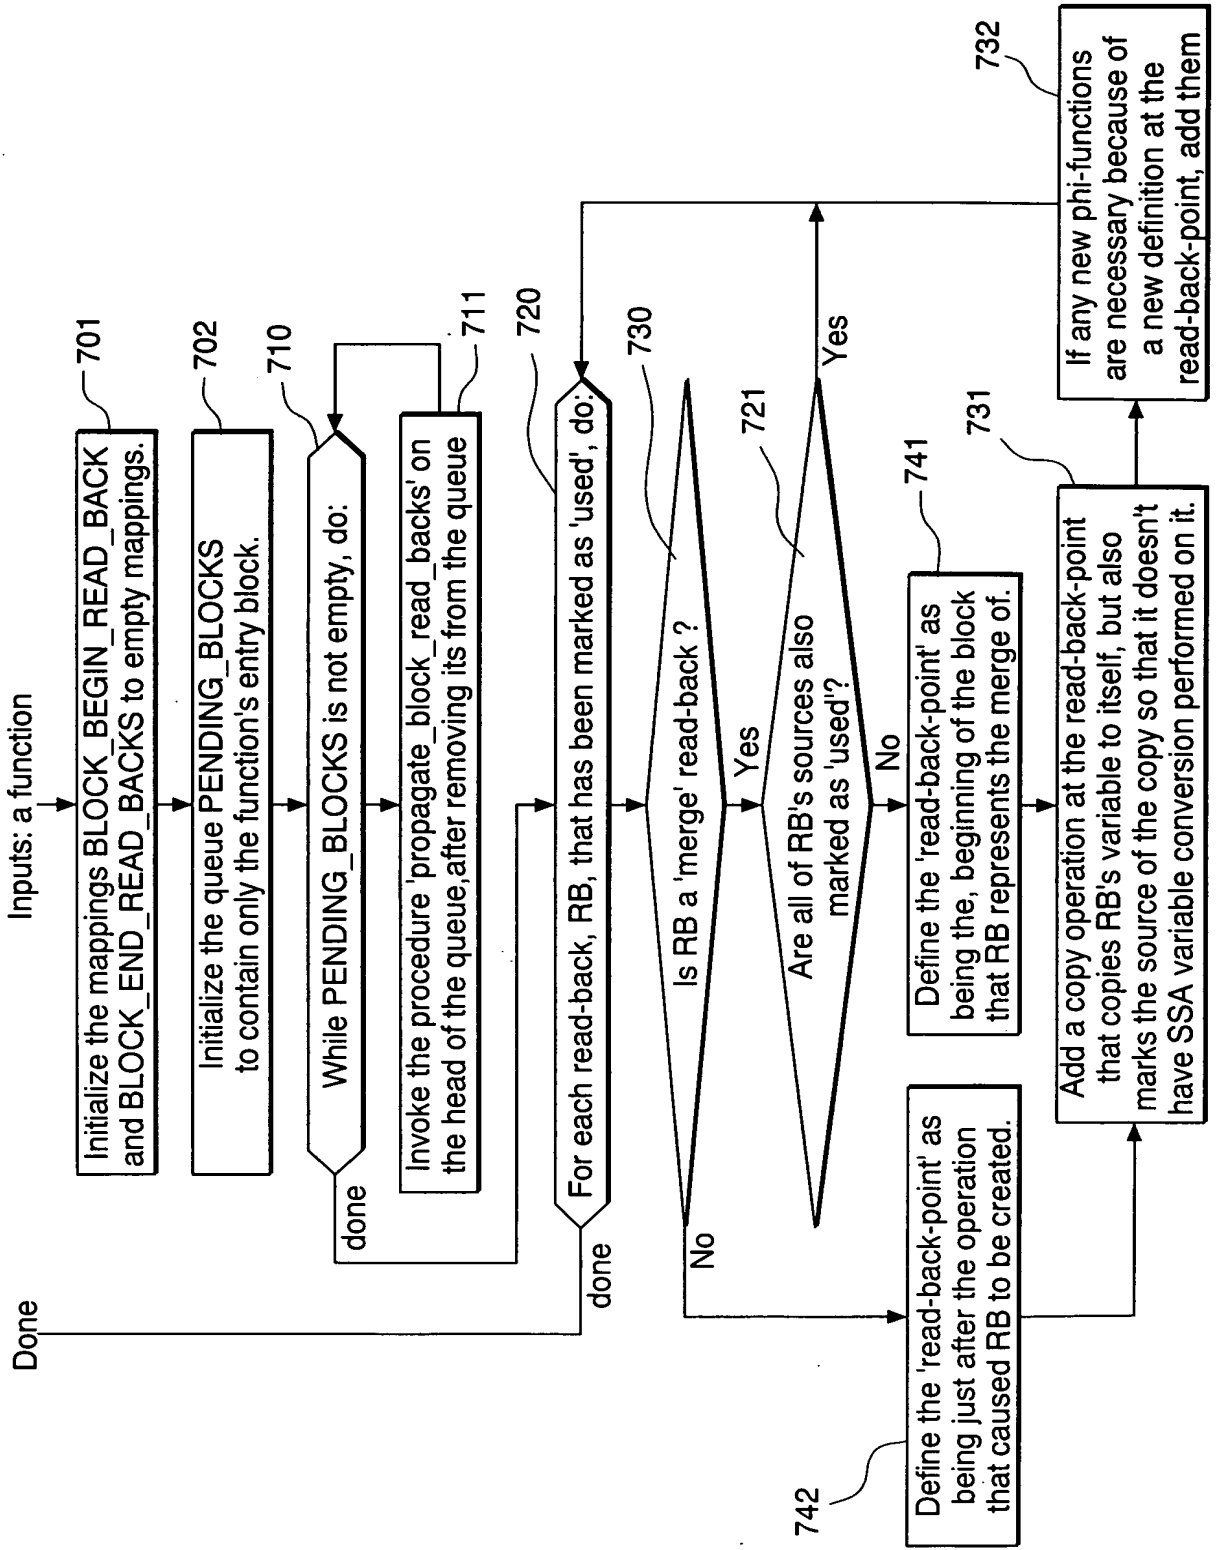 Inputs: a function
Initialize the mappings BLOCK_BEGIN_READ_BACK
and BLOCK_END_READ_BACKS to empty mappings.
701
Initialize the queue PENDING_BLOCKS
to contain only the function's entry block.
702
While PENDING_BLOCKS is not empty, do:
710
done
Invoke the procedure 'propagate_block_read_backs' on
the head of the queue,after removing its from the queue
711
Done
For each read-back, RB, that has been marked as 'used', do:
720
done
Is RB a 'merge' read-back ?
730
No
Yes
Are all of RB's sources also
marked as 'used'?
721
Yes
No
Define the 'read-back-point' as
being just after the operation
that caused RB to be created.
742
Define the 'read-back-point' as
being the, beginning of the block
that RB represents the merge of.
741
Add a copy operation at the read-back-point
that copies RB's variable to itself, but also
marks the source of the copy so that it doesn't
have SSA variable conversion performed on it.
731
If any new phi-functions
are necessary because of
a new definition at the
read-back-point, add them
732